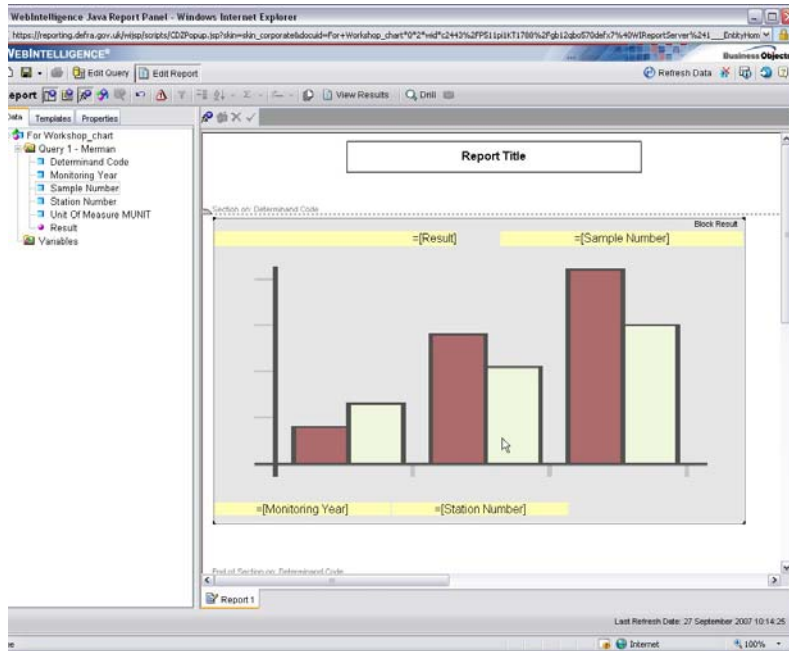 WebIntelligence Java Report Panel - Windows Internet Explorer
WEBINTELLIGENCE®
Business Objects
Edit Query
Edit Report
Refresh Data
Report
View Results
Drill
Data
Templates
Properties
For Workshop_chart
Query 1 - Merman
Determinand Code
Monitoring Year
Sample Number
Station Number
Unit Of Measure MUNIT
Result
Variables
Report Title
Section on: Determinand Code
Block Result
=[Result]
=[Sample Number]
=[Monitoring Year]
=[Station Number]
End of Section on: Determinand Code
Report 1
Last Refresh Date: 27 September 2007 10:14:25
Internet
100%